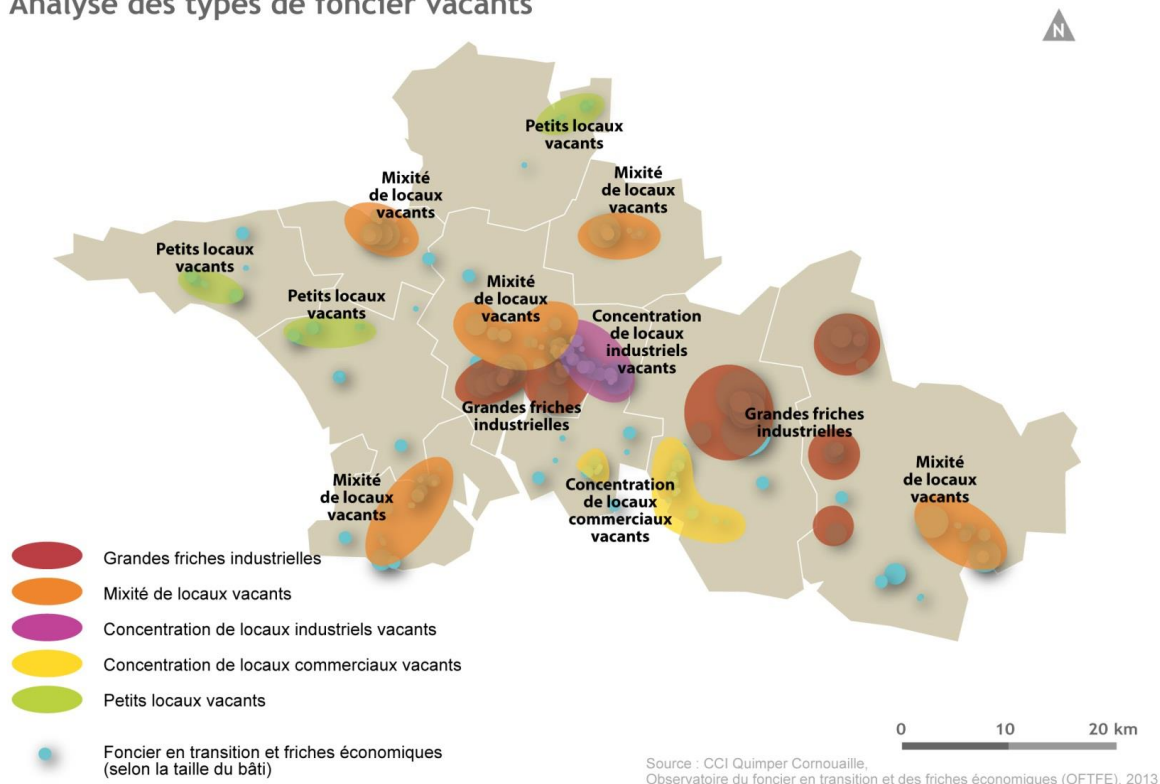 Analyse des types de foncier vacants
N
Petits locaux
vacants
Mixité
de locaux
vacants
Mixité
de locaux
vacants
Petits locaux
vacants
Petits locaux
vacants
Mixité
de locaux
vacants
Concentration
de locaux
industriels
vacants
Grandes friches
industrielles
Grandes friches
industrielles
Mixité
de locaux
vacants
Concentration
de locaux
commerciaux
vacants
Mixité
de locaux
vacants
Grandes friches industrielles
Mixité de locaux vacants
Concentration de locaux industriels vacants
Concentration de locaux commerciaux vacants
Petits locaux vacants
Foncier en transition et friches économiques
(selon la taille du bâti)
0 10 20 km
Source : CCI Quimper Cornouaille,
Observatoire du foncier en transition et des friches économiques (OFTFE), 2013